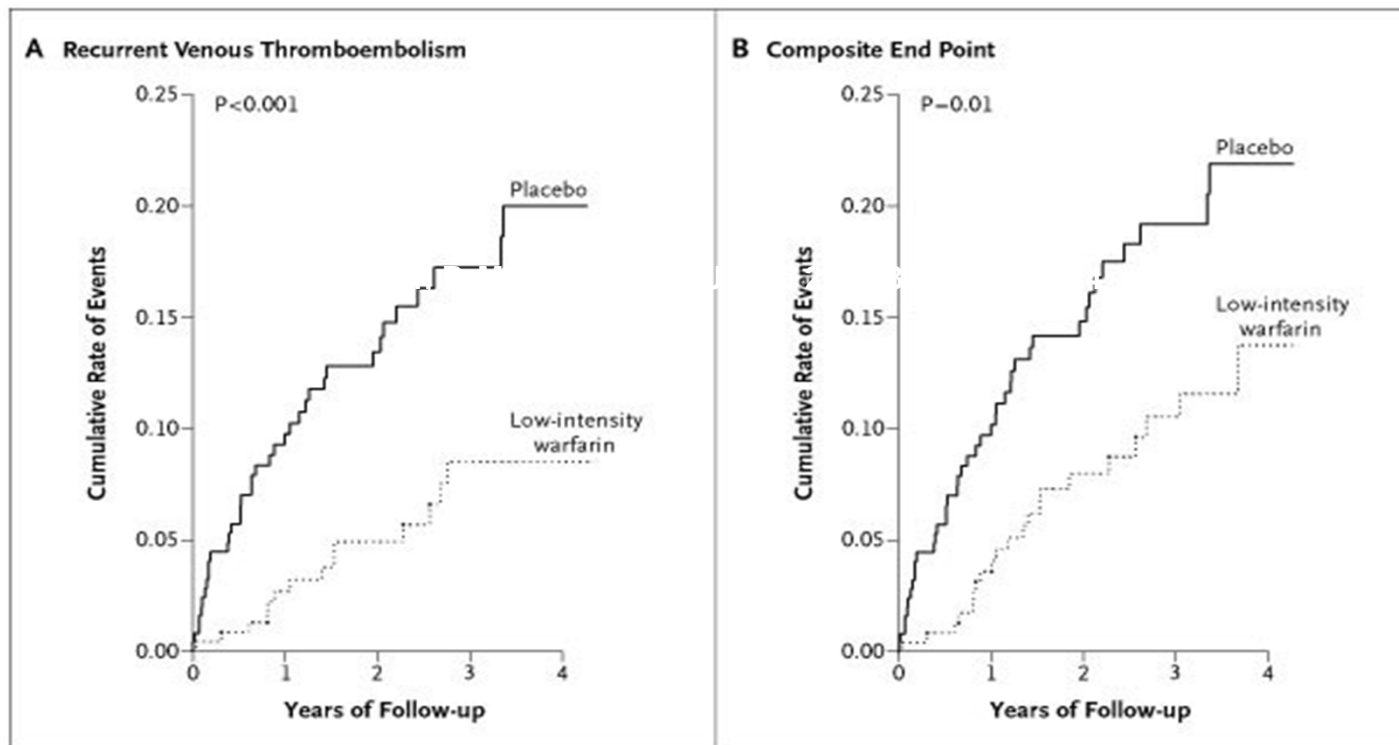 A Recurrent Venous Thromboembolism
0.25
P<0.001
0.20
0.15
0.10
0.05
0.00
Placebo
Low-intensity
warfarin
Cumulative Rate of Events
0 1 2 3 4
Years of Follow-up
B Composite End Point
0.25
P–0.01
0.20
0.15
0.10
0.05
0.00
Placebo
Low-intensity
warfarin
Cumulative Rate of Events
0 1 2 3 4
Years of Follow-up